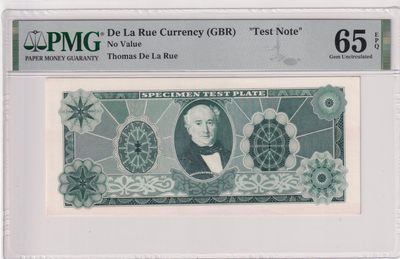 PMG
PAPER MONEY GUARANTY
De La Rue Currency (GBR) "Test Note"
No Value
Thomas De La Rue
65 EPQ
Gem Uncirculated
SPECIMEN TEST PLATE